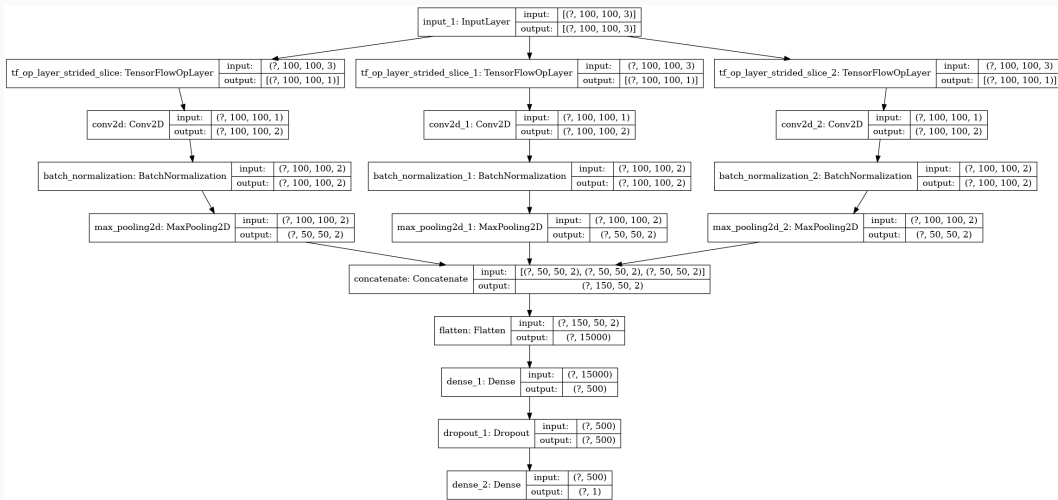 input_1: InputLayer
input: [(?, 100, 100, 3)]
output: [(?, 100, 100, 3)]
tf_op_layer_strided_slice: TensorFlowOpLayer
input: (?, 100, 100, 3)
output: [(?, 100, 100, 1)]
tf_op_layer_strided_slice_1: TensorFlowOpLayer
input: (?, 100, 100, 3)
output: [(?, 100, 100, 1)]
tf_op_layer_strided_slice_2: TensorFlowOpLayer
input: (?, 100, 100, 3)
output: [(?, 100, 100, 1)]
conv2d: Conv2D
input: (?, 100, 100, 1)
output: (?, 100, 100, 2)
conv2d_1: Conv2D
input: (?, 100, 100, 1)
output: (?, 100, 100, 2)
conv2d_2: Conv2D
input: (?, 100, 100, 1)
output: (?, 100, 100, 2)
batch_normalization: BatchNormalization
input: (?, 100, 100, 2)
output: (?, 100, 100, 2)
batch_normalization_1: BatchNormalization
input: (?, 100, 100, 2)
output: (?, 100, 100, 2)
batch_normalization_2: BatchNormalization
input: (?, 100, 100, 2)
output: (?, 100, 100, 2)
max_pooling2d: MaxPooling2D
input: (?, 100, 100, 2)
output: (?, 50, 50, 2)
max_pooling2d_1: MaxPooling2D
input: (?, 100, 100, 2)
output: (?, 50, 50, 2)
max_pooling2d_2: MaxPooling2D
input: (?, 100, 100, 2)
output: (?, 50, 50, 2)
concatenate: Concatenate
input: [(?, 50, 50, 2), (?, 50, 50, 2), (?, 50, 50, 2)]
output: (?, 150, 50, 2)
flatten: Flatten
input: (?, 150, 50, 2)
output: (?, 15000)
dense_1: Dense
input: (?, 15000)
output: (?, 500)
dropout_1: Dropout
input: (?, 500)
output: (?, 500)
dense_2: Dense
input: (?, 500)
output: (?, 1)